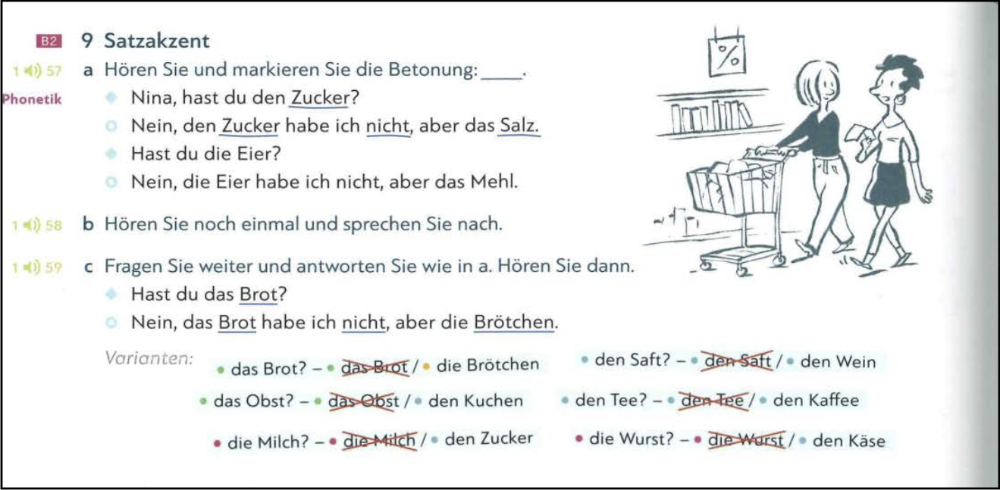 B2 9 Satzakzent
1 57 a Hören Sie und markieren Sie die Betonung: ____.
Phonetik Nina, hast du den Zucker?
Nein, den Zucker habe ich nicht, aber das Salz.
Hast du die Eier?
Nein, die Eier habe ich nicht, aber das Mehl.
1 58 b Hören Sie noch einmal und sprechen Sie nach.
1 59 c Fragen Sie weiter und antworten Sie wie in a. Hören Sie dann.
Hast du das Brot?
Nein, das Brot habe ich nicht, aber die Brötchen.
Varianten:
• das Brot? – • das Brot / • die Brötchen • den Saft? – • den Saft / • den Wein
• das Obst? – • das Obst / • den Kuchen • den Tee? – • den Tee / • den Kaffee
• die Milch? – • die Milch / • den Zucker • die Wurst? – • die Wurst / • den Käse
%